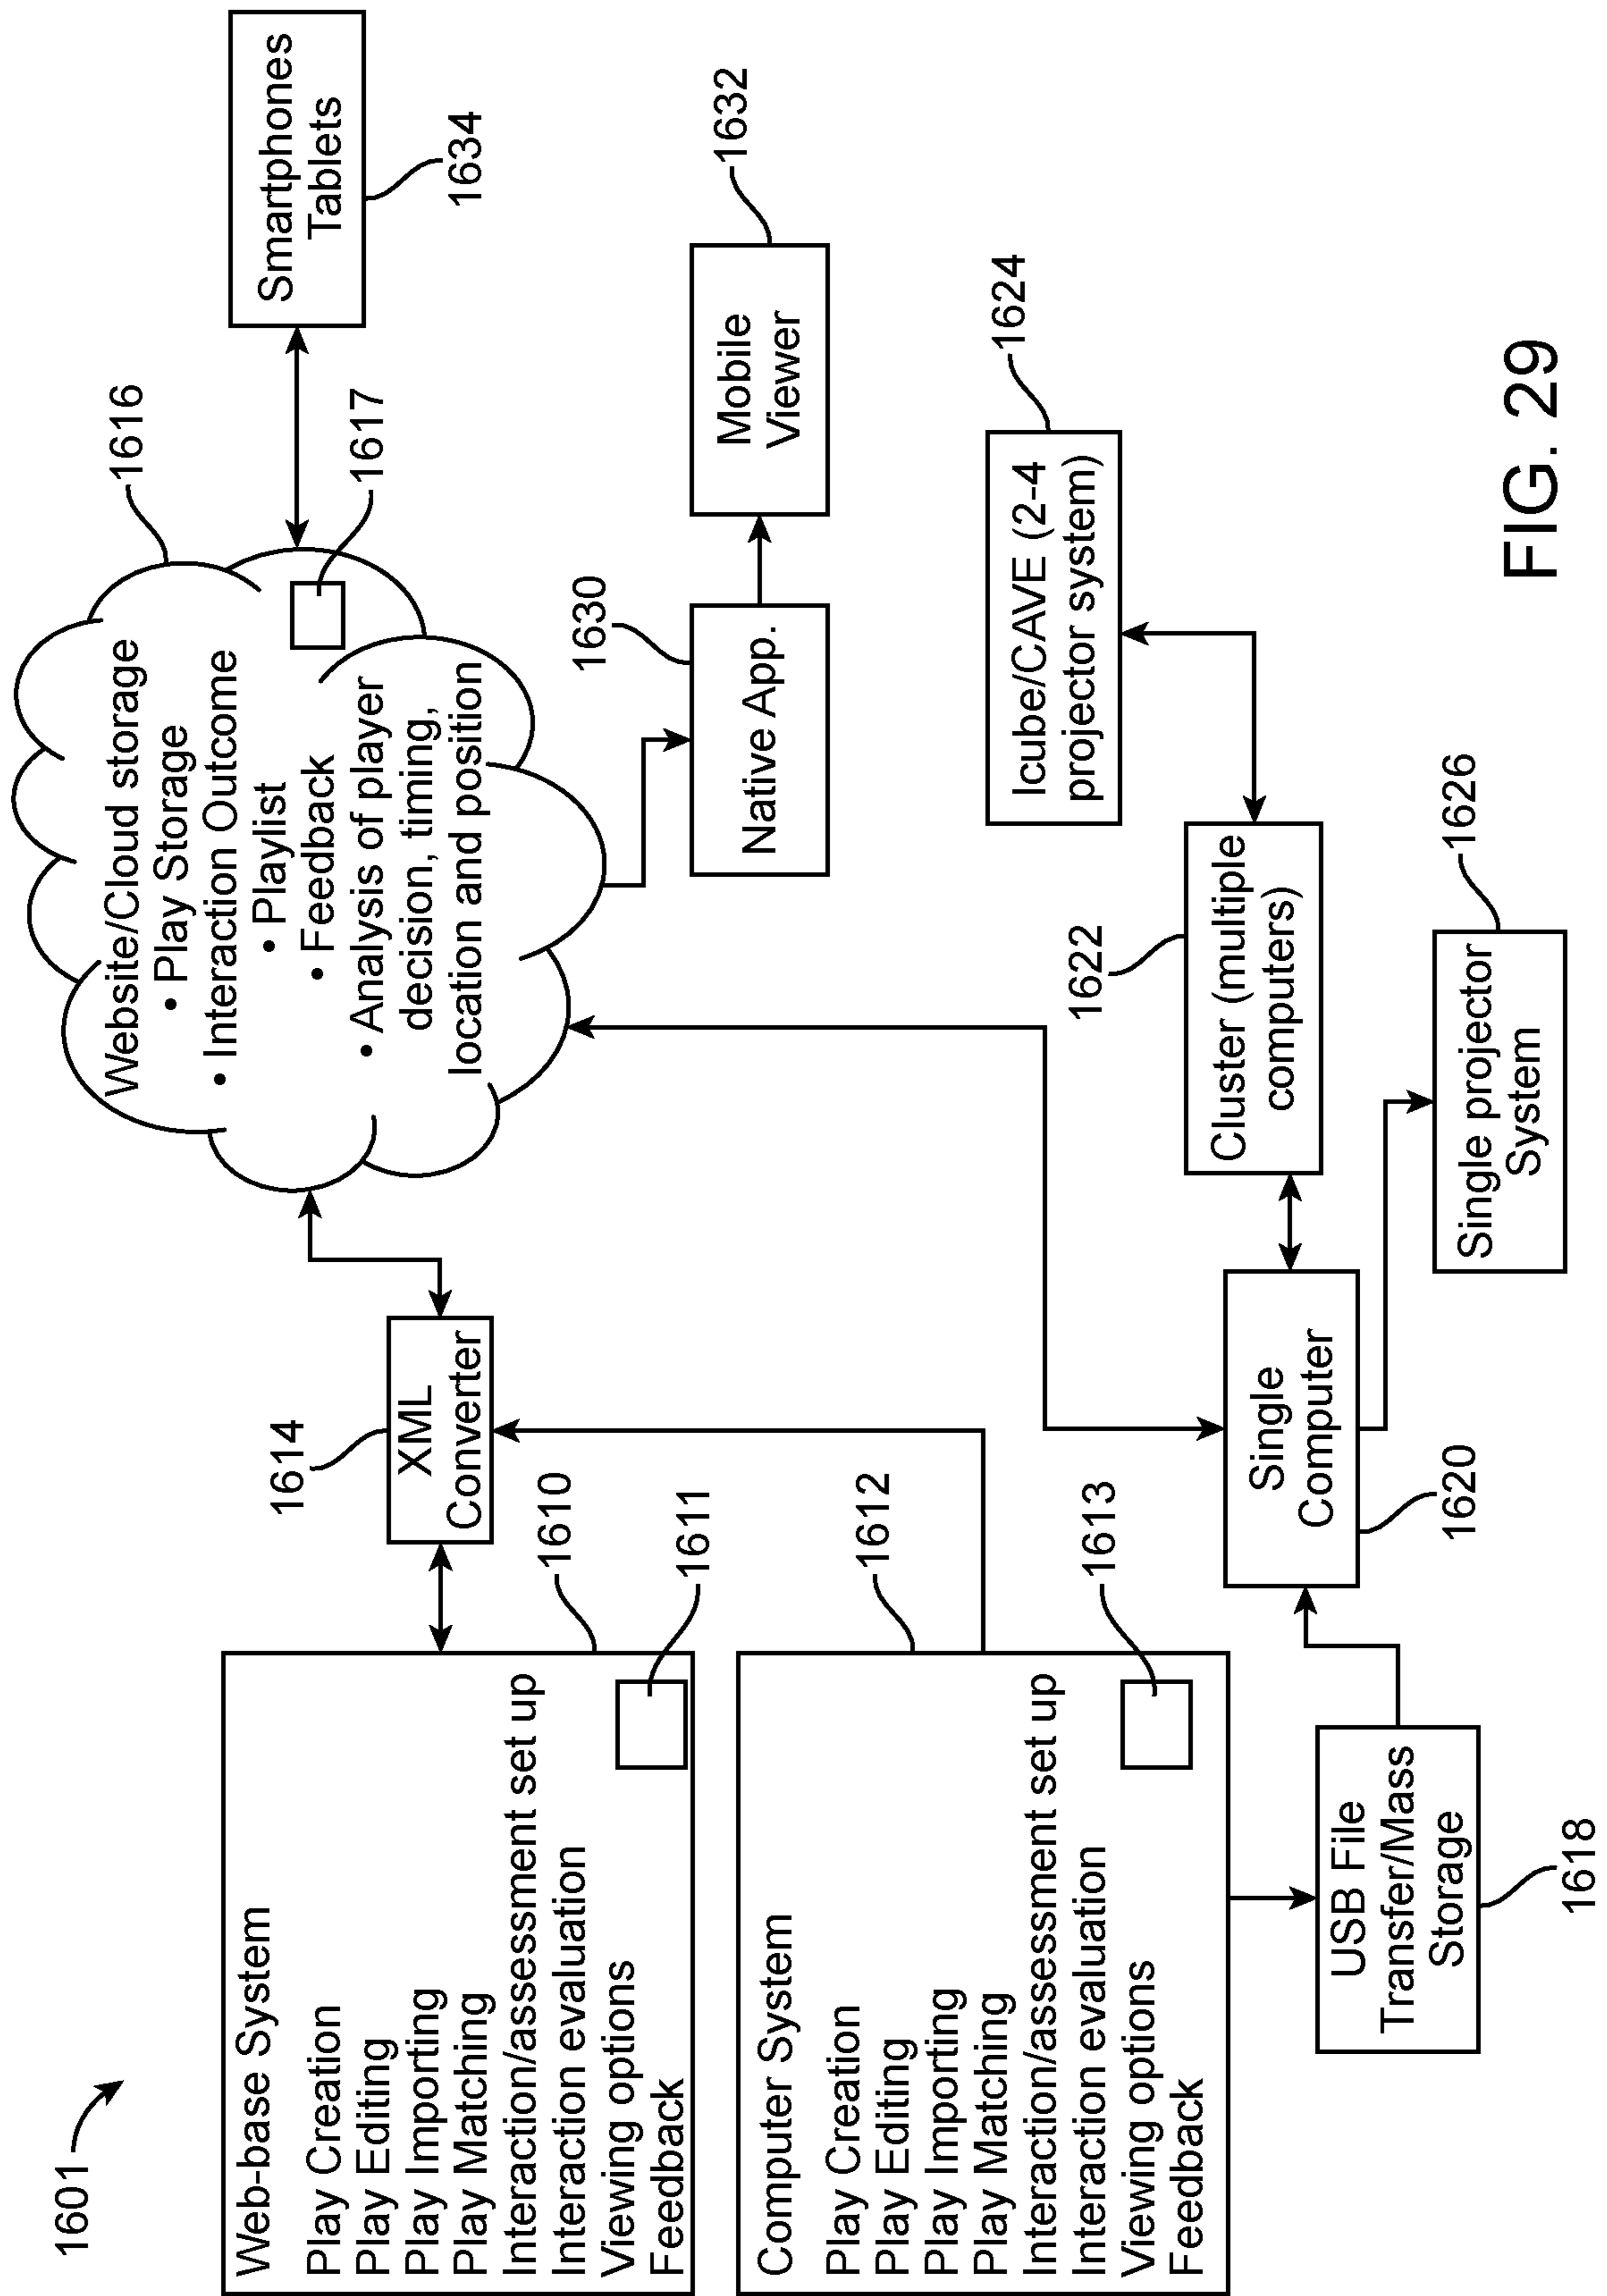 1601
Web-base System
Play Creation
Play Editing
Play Importing
Play Matching
Interaction/assessment set up
Interaction evaluation
Viewing options
Feedback
1610
1611
Computer System
Play Creation
Play Editing
Play Importing
Play Matching
Interaction/assessment set up
Interaction evaluation
Viewing options
Feedback
1612
1613
1614
XML
Converter
Website/Cloud storage
• Play Storage
• Interaction Outcome
• Playlist
• Feedback
• Analysis of player
decision, timing,
location and position
1616
1617
Smartphones
Tablets
1634
1630
Native App.
Mobile
Viewer
1632
USB File
Transfer/Mass
Storage
1618
Single
Computer
1620
1622
Cluster (multiple
computers)
Icube/CAVE (2-4
projector system)
1624
Single projector
System
1626
FIG. 29